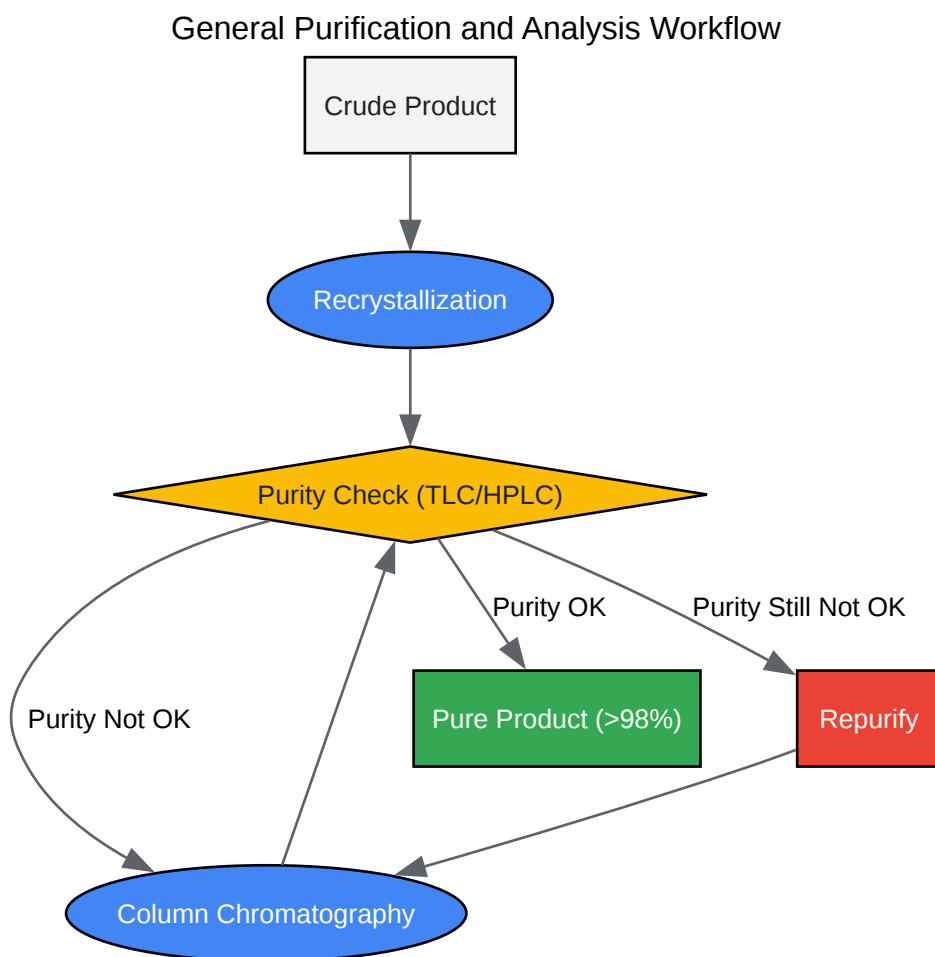 General Purification and Analysis Workflow
Crude Product
Recrystallization
Purity Check (TLC/HPLC)
Purity OK
Purity Still Not OK
Purity Not OK
Pure Product (>98%)
Repurify
Column Chromatography